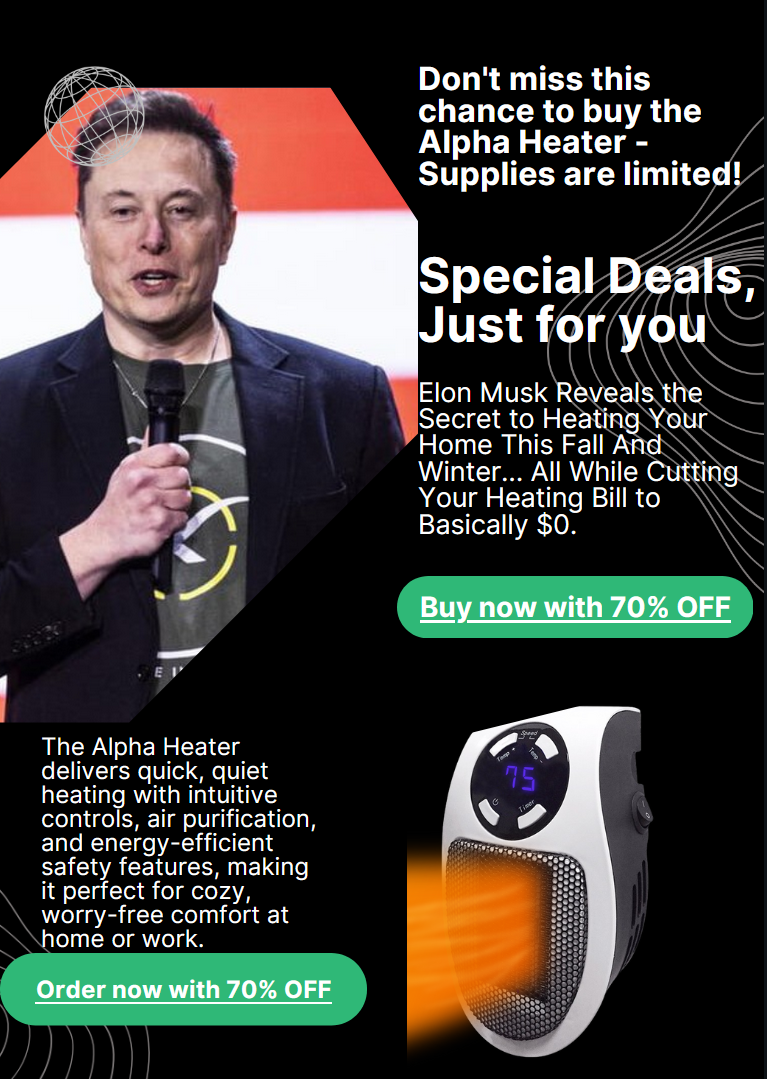 Don't miss this
chance to buy the
Alpha Heater -
Supplies are limited!
Special Deals,
Just for you
Elon Musk Reveals the
Secret to Heating Your
Home This Fall And
Winter... All While Cutting
Your Heating Bill to
Basically $0.
Buy now with 70% OFF
The Alpha Heater
delivers quick, quiet
heating with intuitive
controls, air purification,
and energy-efficient
safety features, making
it perfect for cozy,
worry-free comfort at
home or work.
Order now with 70% OFF
Speed
Temp +
Temp -
75
Timer